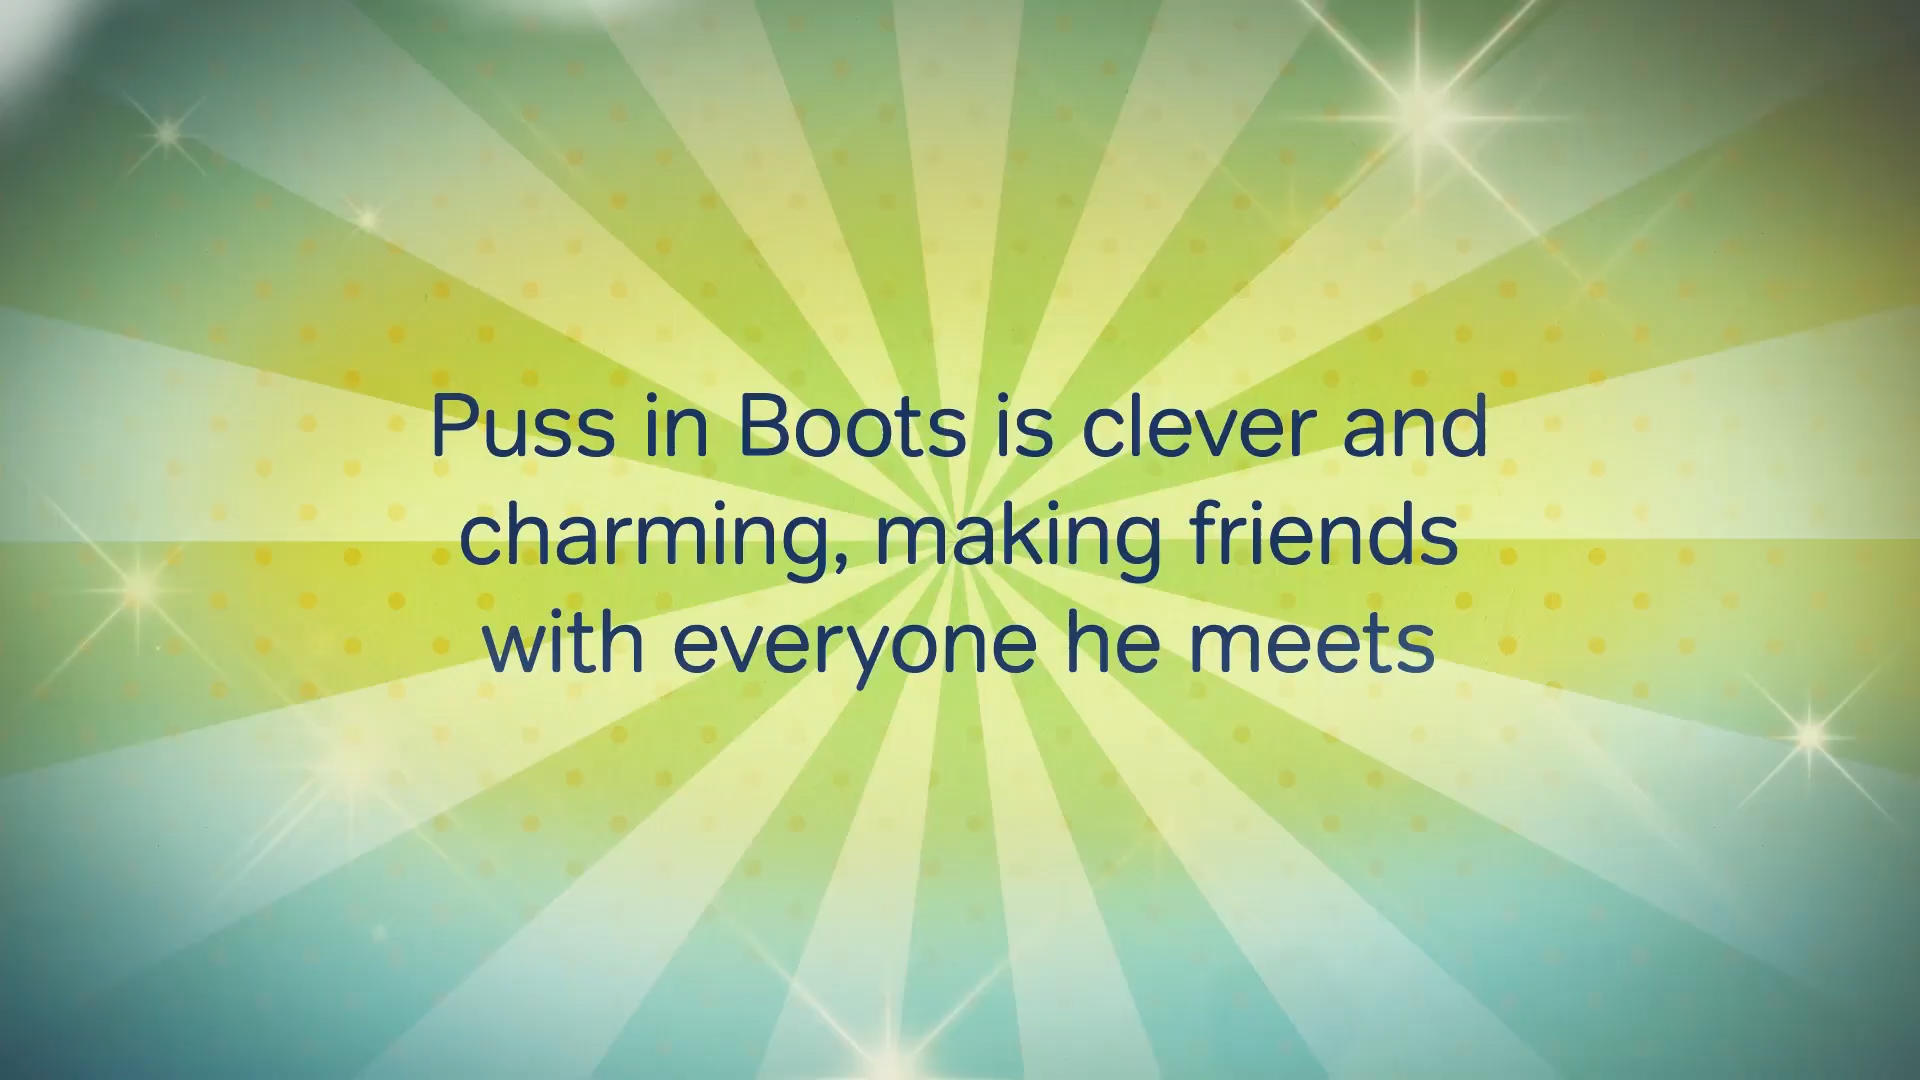 Puss in Boots is clever and
charming, making friends
with everyone he meets